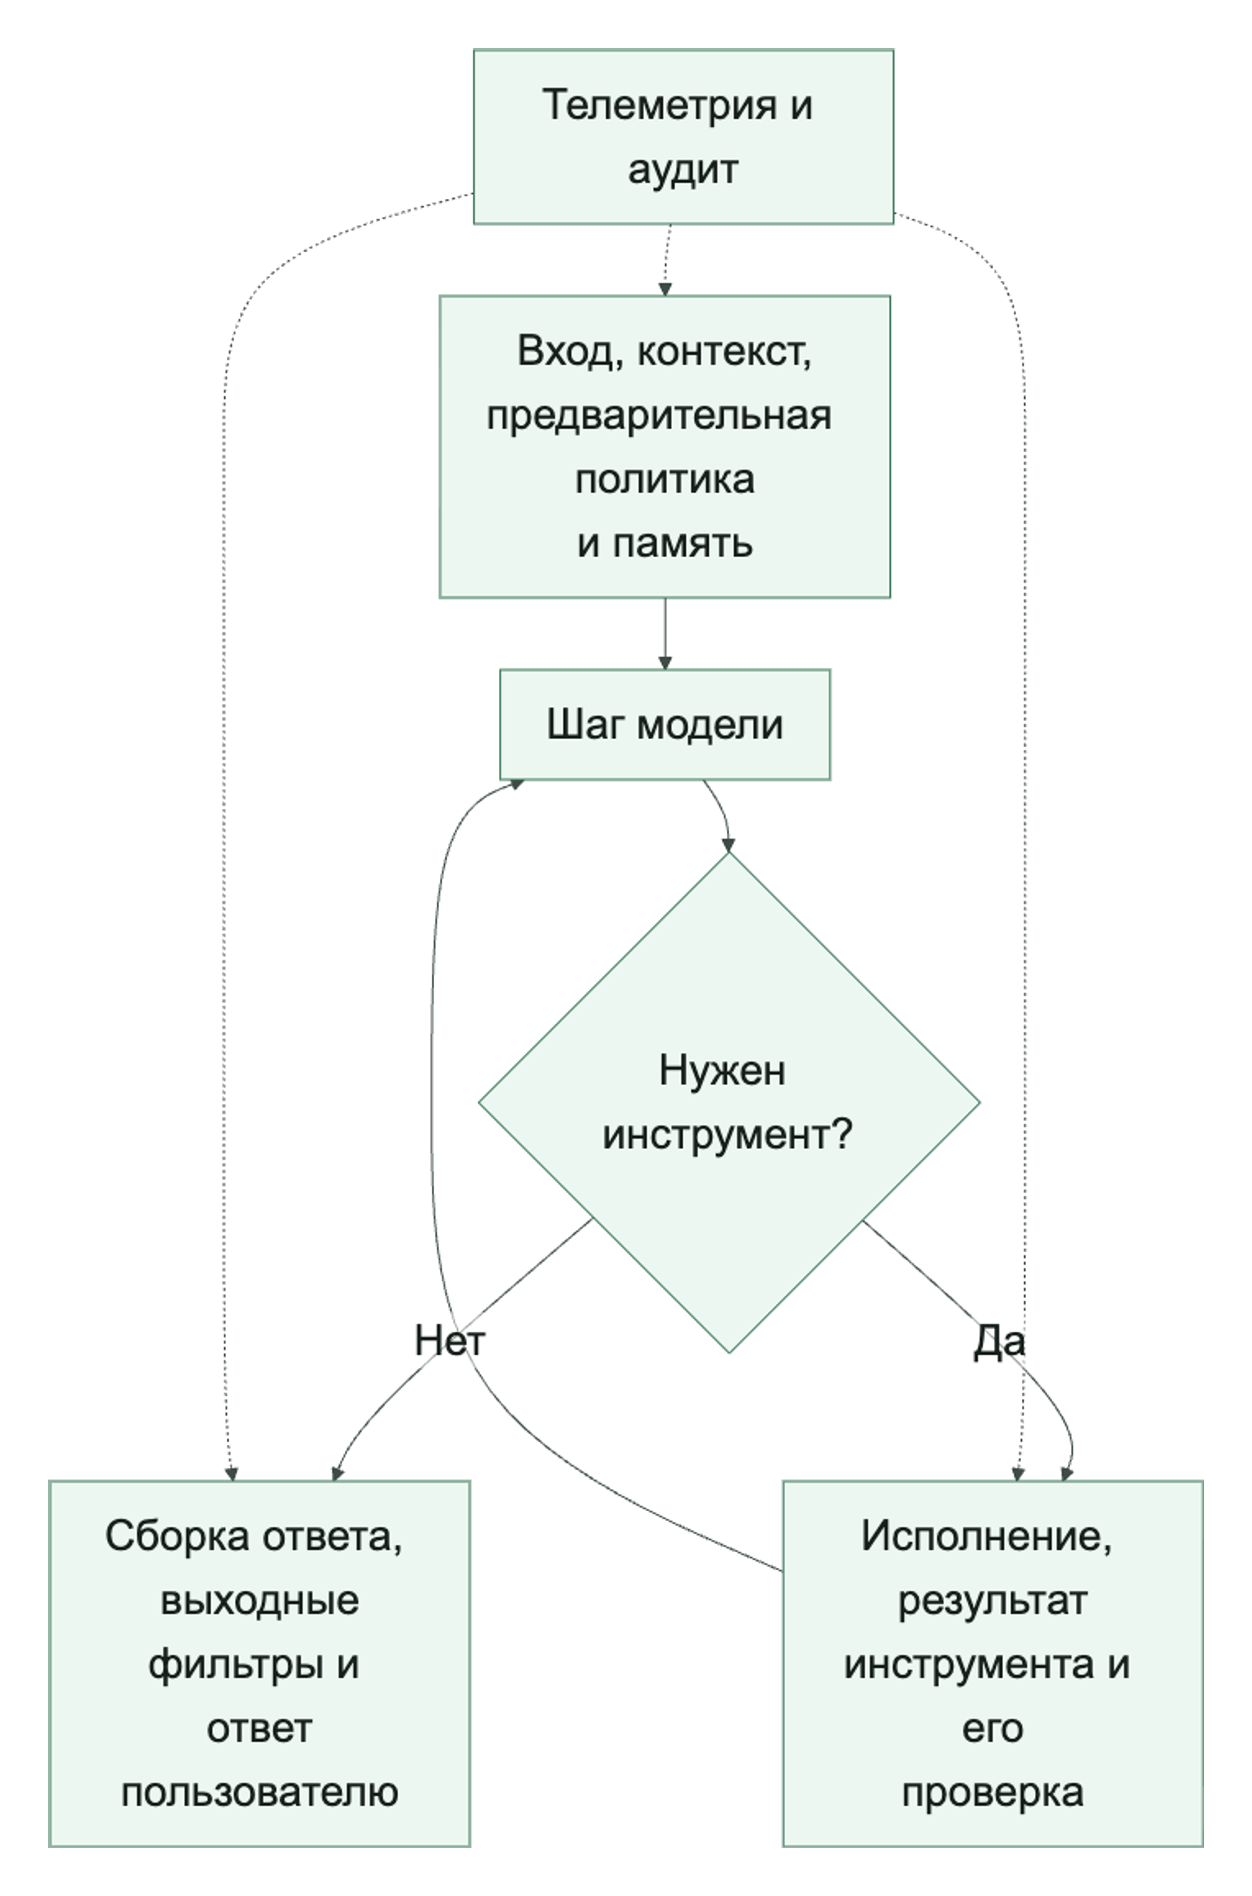 Телеметрия и
аудит
Вход, контекст,
предварительная
политика
и память
Шаг модели
Нужен
инструмент?
Нет
Да
Сборка ответа,
выходные
фильтры и
ответ
пользователю
Исполнение,
результат
инструмента и
его
проверка